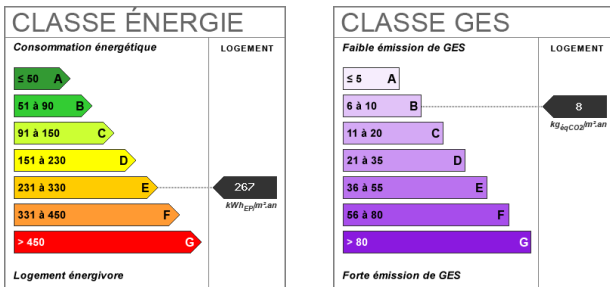 CLASSE ÉNERGIE
Consommation énergétique
LOGEMENT
≤ 50 A
51 à 90 B
91 à 150 C
151 à 230 D
231 à 330 E
267
kWhEP/m².an
331 à 450 F
> 450 G
Logement énergivore
CLASSE GES
Faible émission de GES
LOGEMENT
≤ 5 A
6 à 10 B
8
kgéqCO2/m².an
11 à 20 C
21 à 35 D
36 à 55 E
56 à 80 F
> 80 G
Forte émission de GES